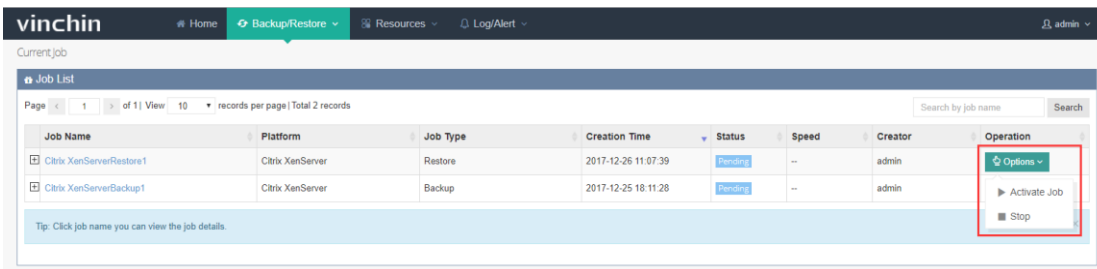 vinchin Home Backup/Restore Resources Log/Alert admin
Current Job
Job List
Page < 1 > of 1| View 10 records per page | Total 2 records Search by job name Search
Job Name Platform Job Type Creation Time Status Speed Creator Operation
Citrix XenServerRestore1 Citrix XenServer Restore 2017-12-26 11:07:39 Pending -- admin Options
Citrix XenServerBackup1 Citrix XenServer Backup 2017-12-25 18:11:28 Pending -- admin
Activate Job
Tip: Click job name you can view the job details. Stop ×